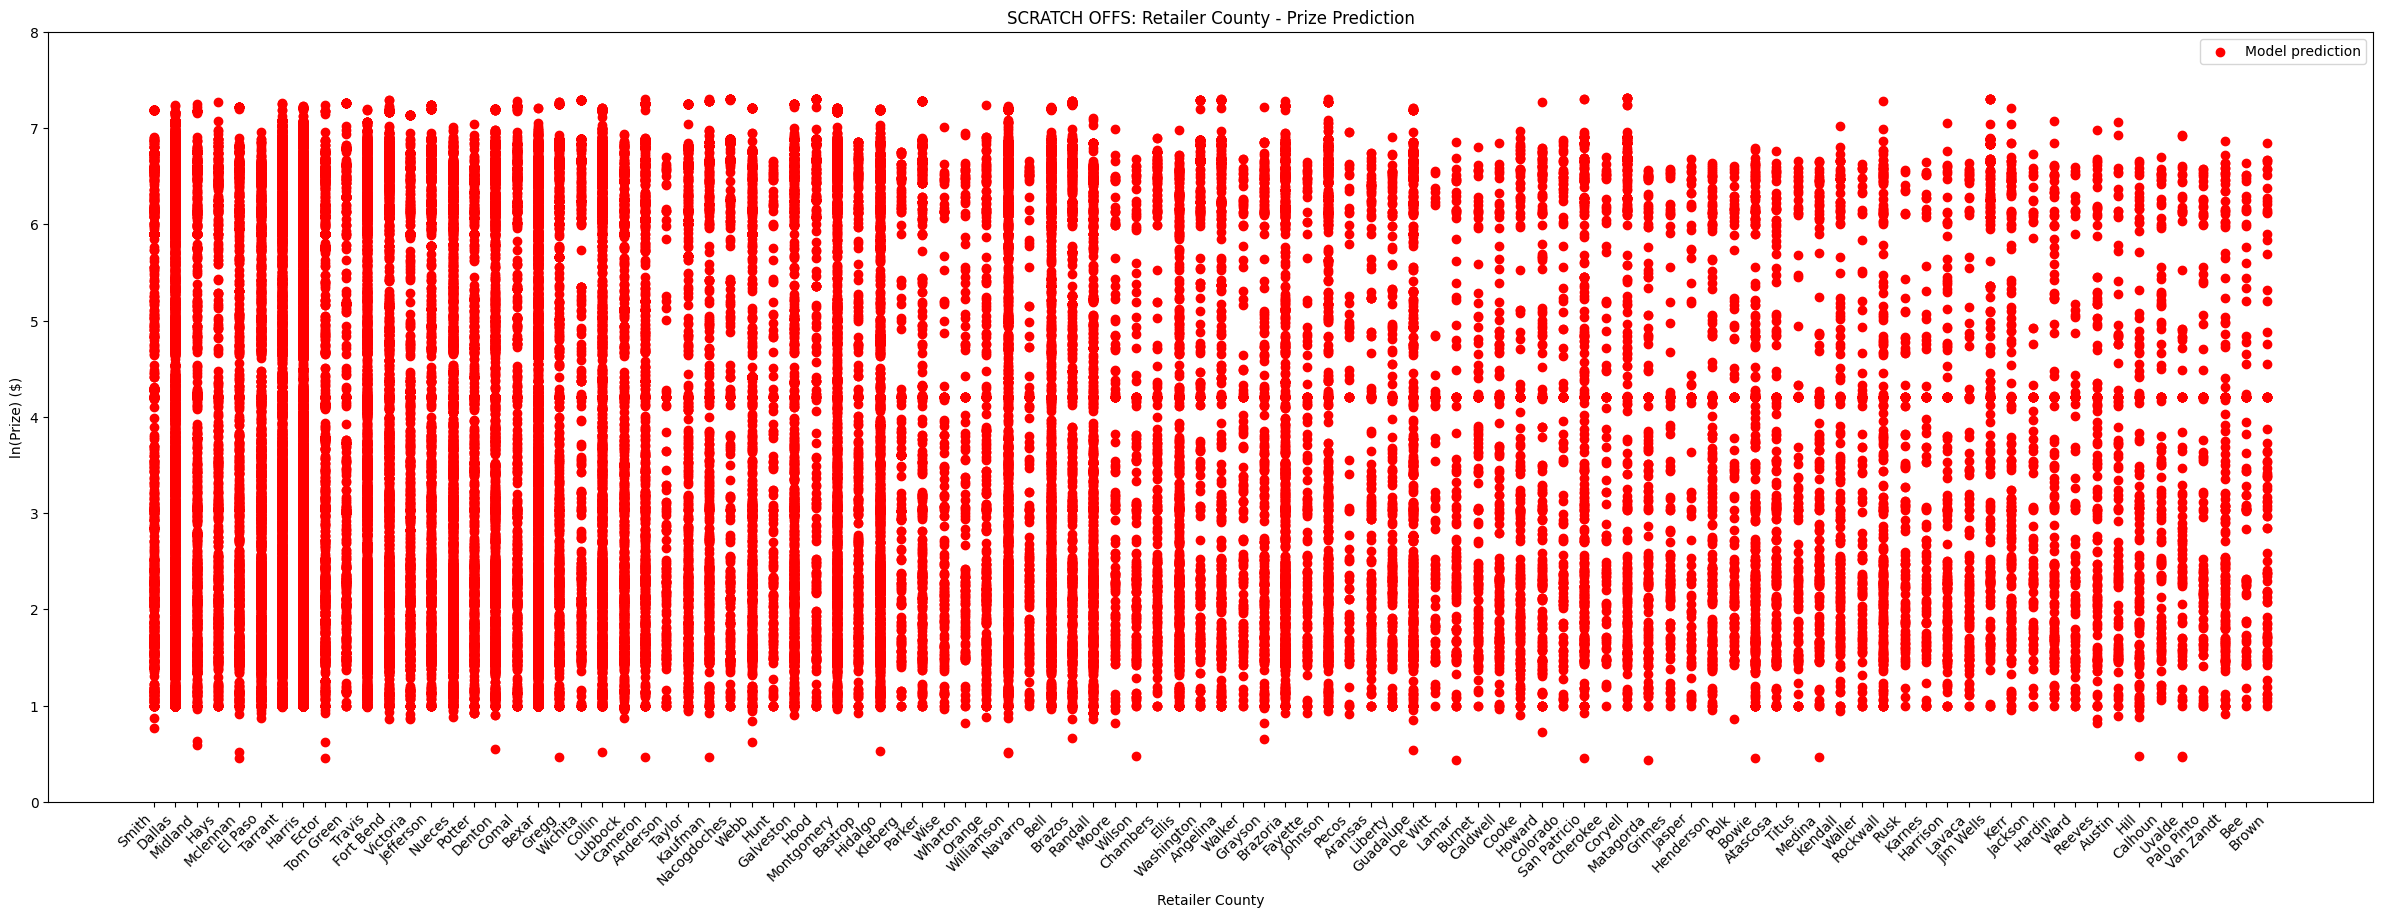 SCRATCH OFFS: Retailer County - Prize Prediction
Model prediction
ln(Prize) ($)
8
7
6
5
4
3
2
1
0
Smith
Dallas
Midland
Hays
Mclennan
El Paso
Tarrant
Harris
Ector
Tom Green
Travis
Fort Bend
Victoria
Jefferson
Nueces
Potter
Denton
Comal
Bexar
Gregg
Wichita
Collin
Lubbock
Cameron
Anderson
Taylor
Kaufman
Nacogdoches
Webb
Hunt
Galveston
Hood
Montgomery
Bastrop
Hidalgo
Kleberg
Parker
Wise
Wharton
Orange
Williamson
Navarro
Bell
Brazos
Randall
Moore
Wilson
Chambers
Ellis
Washington
Angelina
Walker
Grayson
Brazoria
Fayette
Johnson
Pecos
Aransas
Liberty
Guadalupe
De Witt
Lamar
Burnet
Caldwell
Cooke
Howard
Colorado
San Patricio
Cherokee
Coryell
Matagorda
Grimes
Jasper
Henderson
Polk
Bowie
Atascosa
Titus
Medina
Kendall
Waller
Rockwall
Rusk
Karnes
Harrison
Lavaca
Jim Wells
Kerr
Jackson
Hardin
Ward
Reeves
Austin
Hill
Calhoun
Uvalde
Palo Pinto
Van Zandt
Bee
Brown
Retailer County